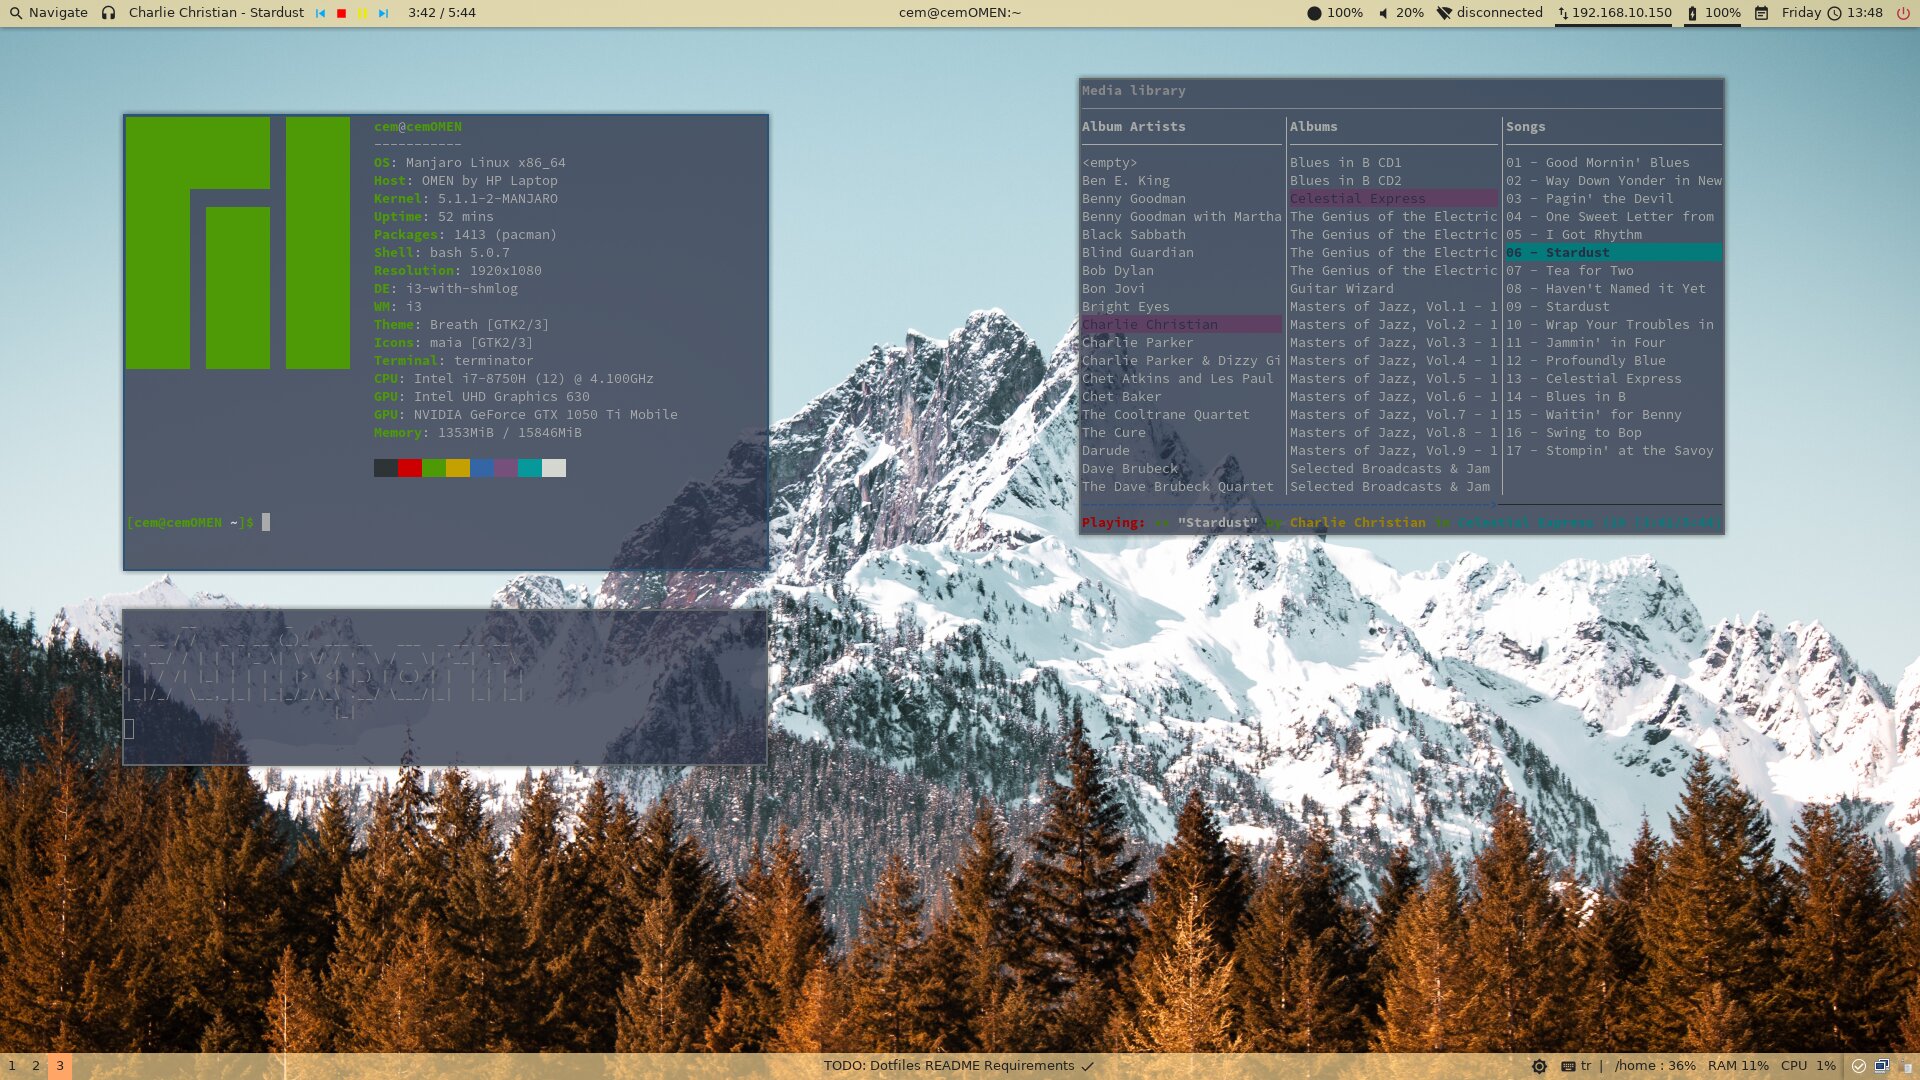 Navigate Charlie Christian - Stardust 3:42 / 5:44 cem@cemOMEN:~ 100% 20% disconnected 192.168.10.150 100% Friday 13:48
cem@cemOMEN
-----------
OS: Manjaro Linux x86_64
Host: OMEN by HP Laptop
Kernel: 5.1.1-2-MANJARO
Uptime: 52 mins
Packages: 1413 (pacman)
Shell: bash 5.0.7
Resolution: 1920x1080
DE: i3-with-shmlog
WM: i3
Theme: Breath [GTK2/3]
Icons: maia [GTK2/3]
Terminal: terminator
CPU: Intel i7-8750H (12) @ 4.100GHz
GPU: Intel UHD Graphics 630
GPU: NVIDIA GeForce GTX 1050 Ti Mobile
Memory: 1353MiB / 15846MiB
[cem@cemOMEN ~]$
r/unixporn
Media library
Album Artists
<empty>
Ben E. King
Benny Goodman
Benny Goodman with Martha
Black Sabbath
Blind Guardian
Bob Dylan
Bon Jovi
Bright Eyes
Charlie Christian
Charlie Parker
Charlie Parker & Dizzy Gi
Chet Atkins and Les Paul
Chet Baker
The Cooltrane Quartet
The Cure
Darude
Dave Brubeck
The Dave Brubeck Quartet
Albums
Blues in B CD1
Blues in B CD2
Celestial Express
The Genius of the Electric
The Genius of the Electric
The Genius of the Electric
The Genius of the Electric
Guitar Wizard
Masters of Jazz, Vol.1 - 1
Masters of Jazz, Vol.2 - 1
Masters of Jazz, Vol.3 - 1
Masters of Jazz, Vol.4 - 1
Masters of Jazz, Vol.5 - 1
Masters of Jazz, Vol.6 - 1
Masters of Jazz, Vol.7 - 1
Masters of Jazz, Vol.8 - 1
Masters of Jazz, Vol.9 - 1
Selected Broadcasts & Jam
Selected Broadcasts & Jam
Songs
01 - Good Mornin' Blues
02 - Way Down Yonder in New
03 - Pagin' the Devil
04 - One Sweet Letter from
05 - I Got Rhythm
06 - Stardust
07 - Tea for Two
08 - Haven't Named it Yet
09 - Stardust
10 - Wrap Your Troubles in
11 - Jammin' in Four
12 - Profoundly Blue
13 - Celestial Express
14 - Blues in B
15 - Waitin' for Benny
16 - Swing to Bop
17 - Stompin' at the Savoy
Playing: "Stardust" by Charlie Christian in Celestial Express
1 2 3 TODO: Dotfiles README Requirements tr | /home : 36% RAM 11% CPU 1%